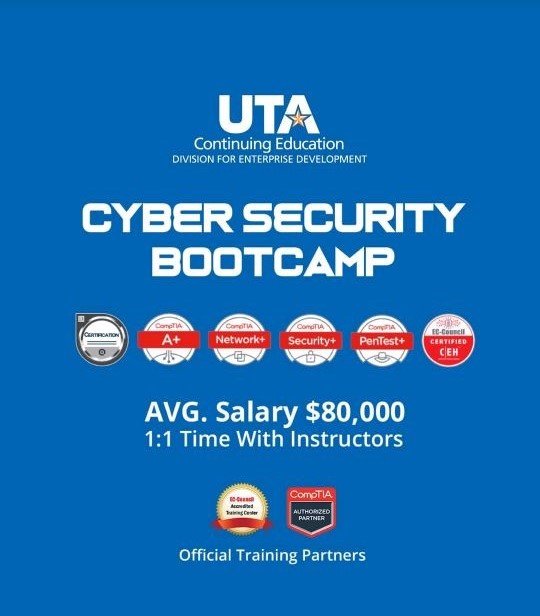 UTA
Continuing Education
DIVISION FOR ENTERPRISE DEVELOPMENT
CYBER SECURITY
BOOTCAMP
CERTIFICATION
CompTIA
A+
CompTIA
Network+
CompTIA
Security+
CompTIA
PenTest+
EC-Council
CERTIFIED
C|EH
AVG. Salary $80,000
1:1 Time With Instructors
EC-Council
Accredited
Training Center
CompTIA
AUTHORIZED
PARTNER
Official Training Partners